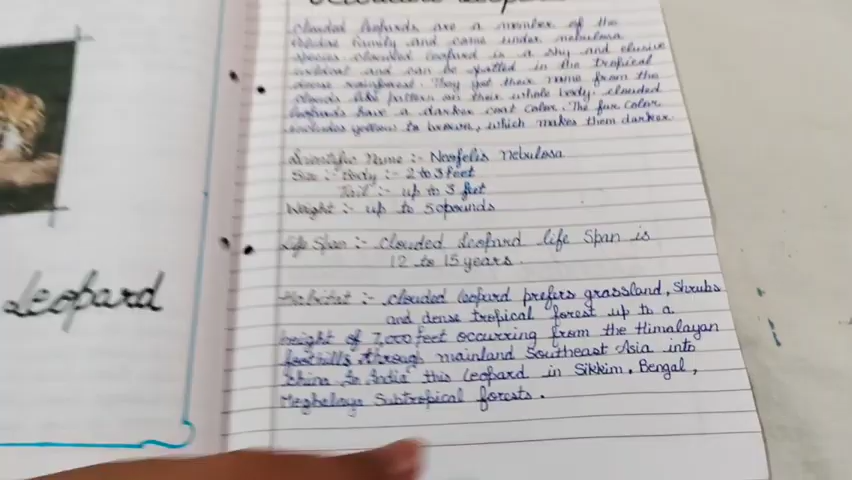 Leopard
Clouded leopards are a member of the
family and came under nebulosa
species clouded leopard is a shy and elusive
and can be spotted in the tropical
dense rainforest. They got their name from the
clouds like pattern on their whole body. clouded
leopards have a darker coat color. The fur color
includes yellow to brown, which makes them darker.
Scientific Name :- Neofelis nebulosa
Size :- Body :- 2 to 3 feet
Tail :- up to 3 feet
Weight :- up to 50pounds
Life Span :- clouded leopard life Span is
12 to 15 years.
Habitat :- clouded leopard prefers grassland, Shrubs
and dense tropical forest up to a
height of 7,000 feet occurring from the Himalayan
foothills through mainland Southeast Asia into
China In India this leopard in Sikkim, Bengal,
Meghalaya Subtropical forests.